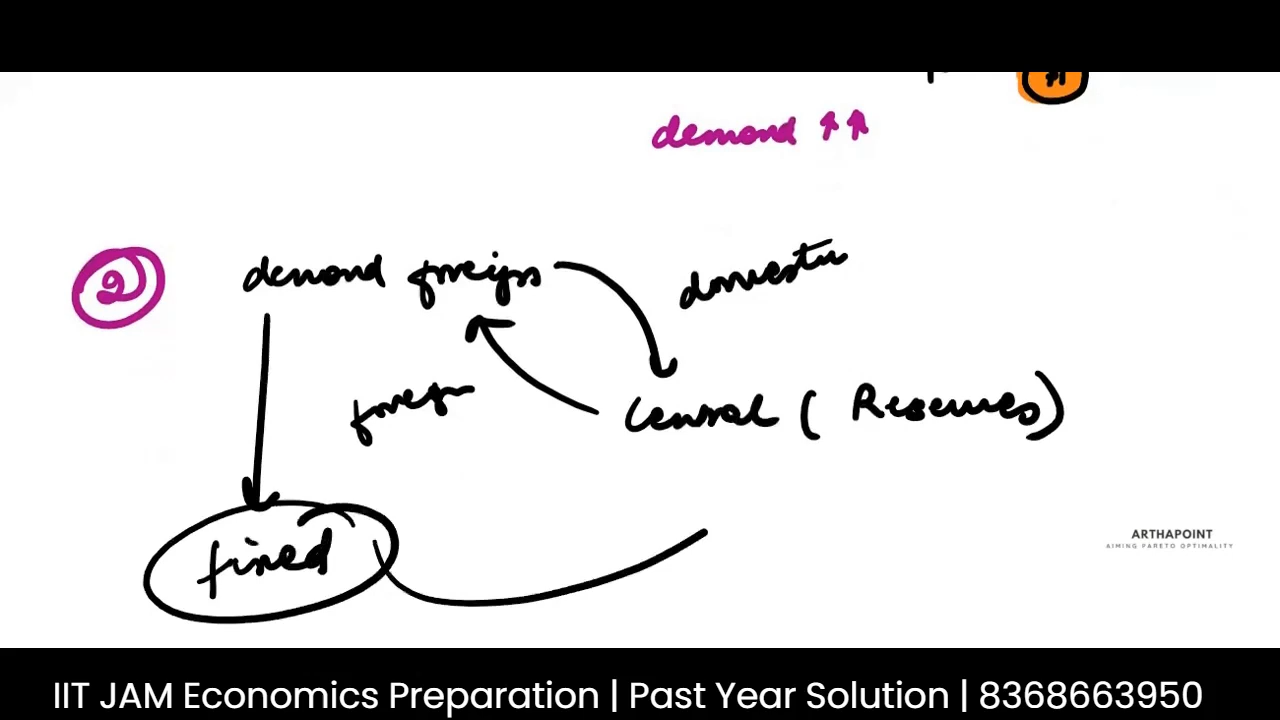 demand ↑↑
2
demand foreign
domestic
foreign
Central (Reserves)
fixed
ARTHAPOINT
AIMING PARETO OPTIMALITY
IIT JAM Economics Preparation | Past Year Solution | 8368663950